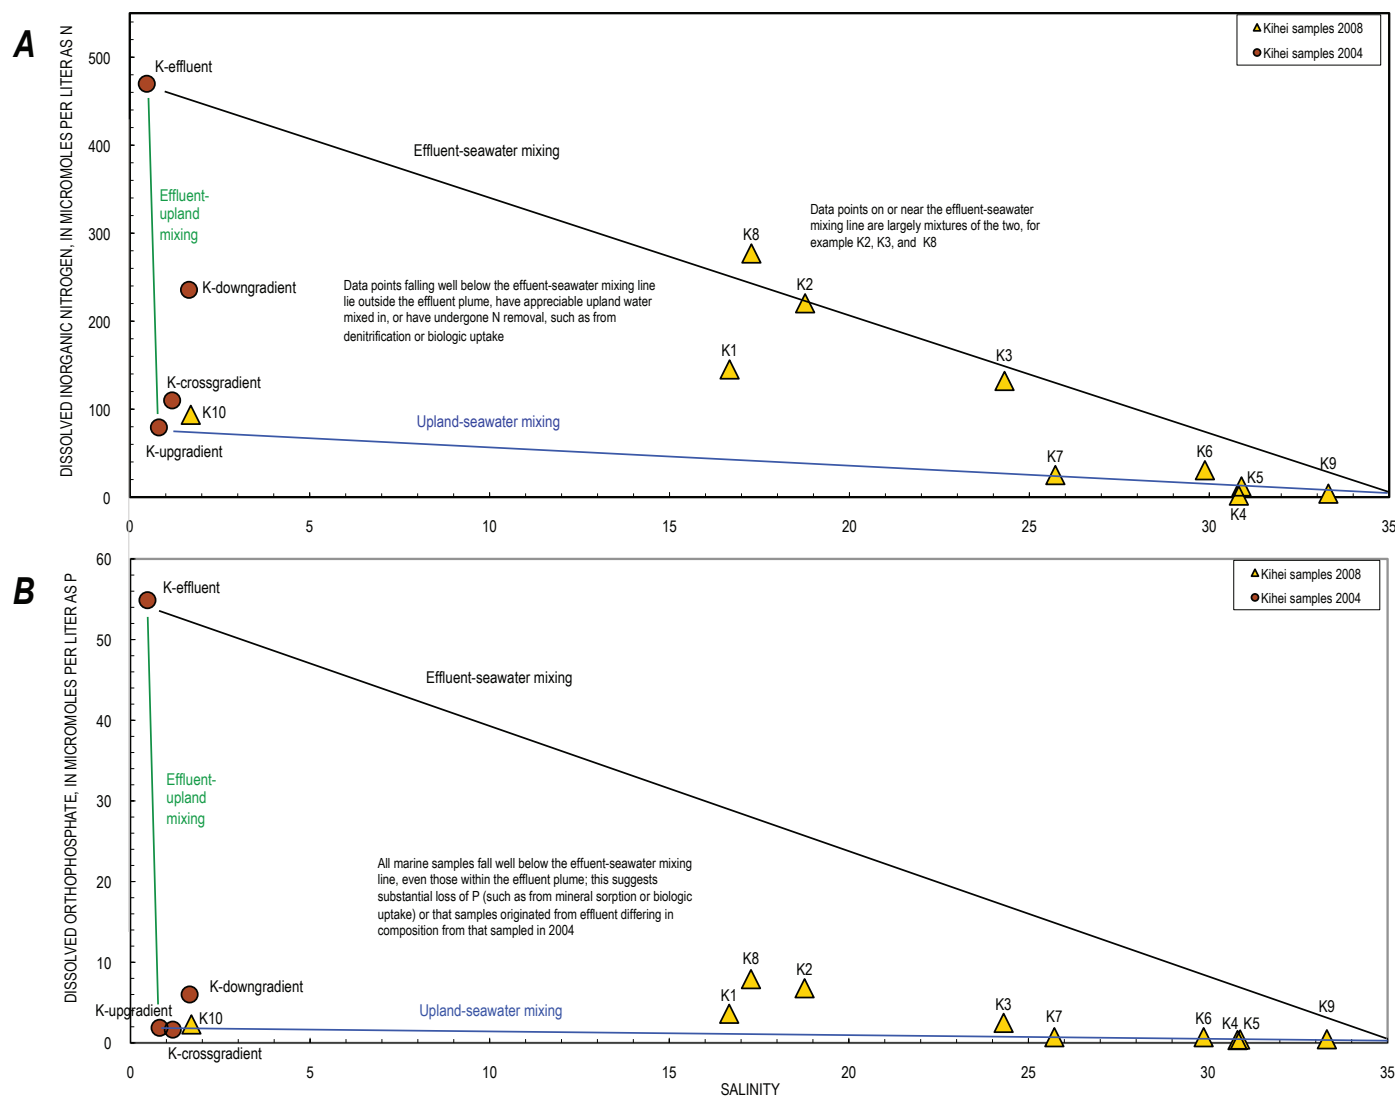 A
DISSOLVED INORGANIC NITROGEN, IN MICROMOLES PER LITER AS N
500
400
300
200
100
0
0 5 10 15 20 25 30 35
Kihei samples 2008
Kihei samples 2004
K-effluent
Effluent-seawater mixing
Effluent-
upland
mixing
Data points on or near the effluent-seawater
mixing line are largely mixtures of the two, for
example K2, K3, and K8
K8
K2
K-downgradient
Data points falling well below the effuent-seawater mixing line
lie outside the effluent plume, have appreciable upland water
mixed in, or have undergone N removal, such as from
denitrification or biologic uptake
K1
K3
K-crossgradient
K10
Upland-seawater mixing
K-upgradient
K7
K6
K5
K9
K4
B
DISSOLVED ORTHOPHOSPHATE, IN MICROMOLES PER LITER AS P
60
50
40
30
20
10
0
0 5 10 15 20 25 30 35
SALINITY
Kihei samples 2008
Kihei samples 2004
K-effluent
Effluent-seawater mixing
Effluent-
upland
mixing
All marine samples fall well below the effuent-seawater mixing
line, even those within the effluent plume; this suggests
substantial loss of P (such as from mineral sorption or biologic
uptake) or that samples originated from effluent differing in
composition from that sampled in 2004
K8
K2
K-downgradient
K1
K3
K-upgradient
K10
Upland-seawater mixing
K7
K6
K4
K5
K9
K-crossgradient